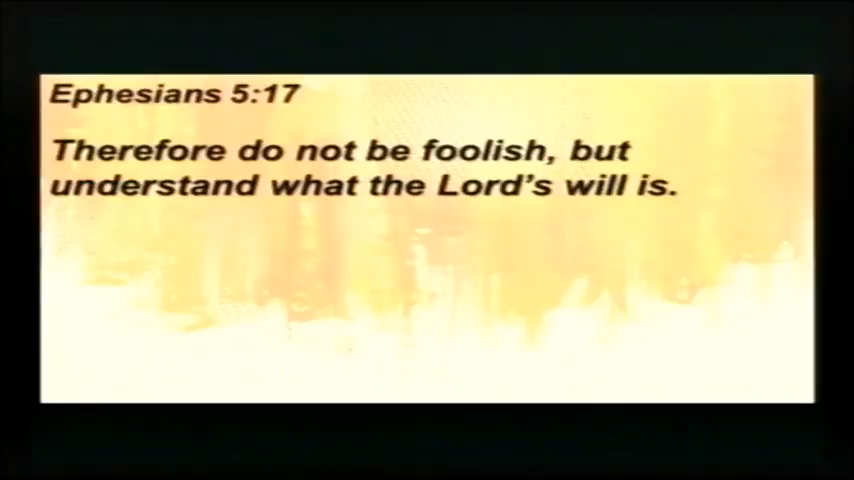 Ephesians 5:17
Therefore do not be foolish, but
understand what the Lord's will is.